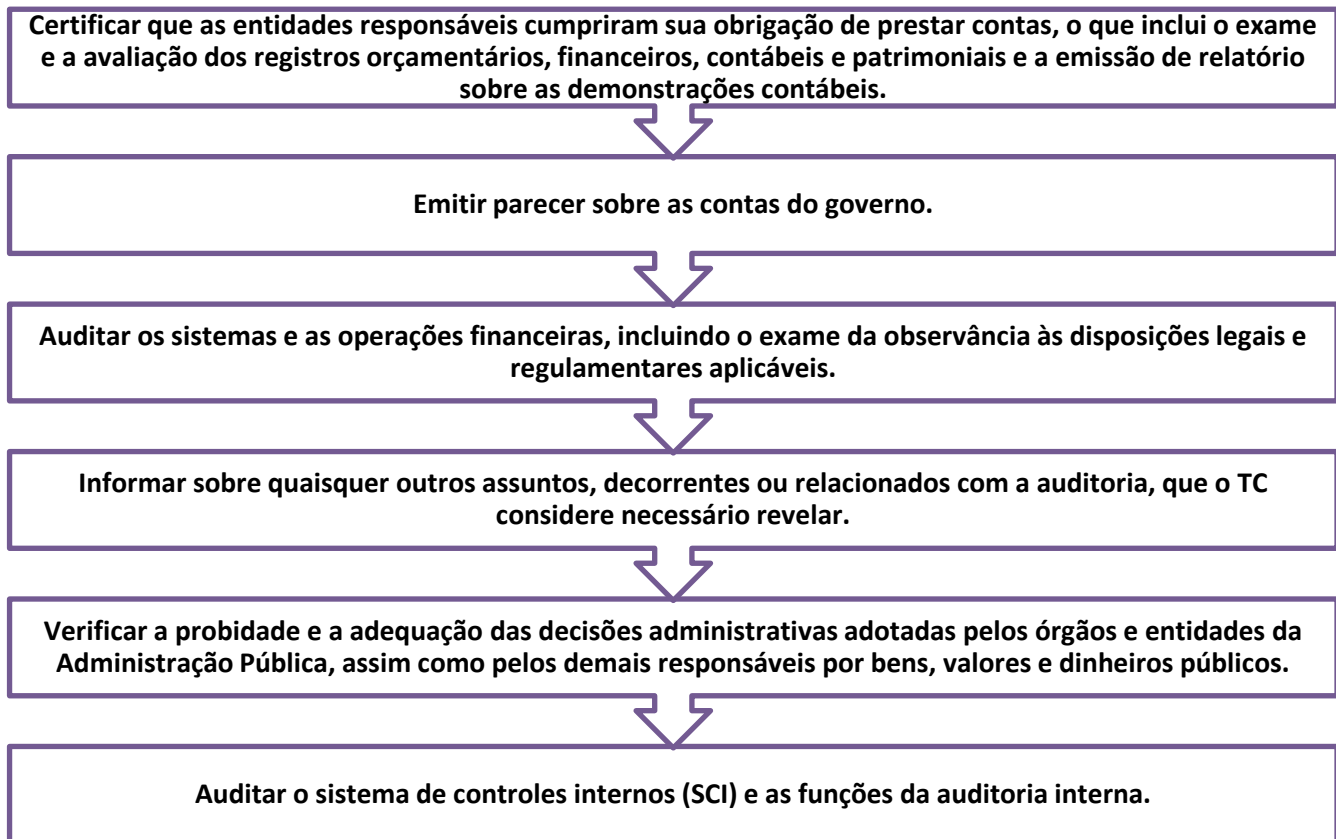 Certificar que as entidades responsáveis cumpriram sua obrigação de prestar contas, o que inclui o exame
e a avaliação dos registros orçamentários, financeiros, contábeis e patrimoniais e a emissão de relatório
sobre as demonstrações contábeis.
Emitir parecer sobre as contas do governo.
Auditar os sistemas e as operações financeiras, incluindo o exame da observância às disposições legais e
regulamentares aplicáveis.
Informar sobre quaisquer outros assuntos, decorrentes ou relacionados com a auditoria, que o TC
considere necessário revelar.
Verificar a probidade e a adequação das decisões administrativas adotadas pelos órgãos e entidades da
Administração Pública, assim como pelos demais responsáveis por bens, valores e dinheiros públicos.
Auditar o sistema de controles internos (SCI) e as funções da auditoria interna.